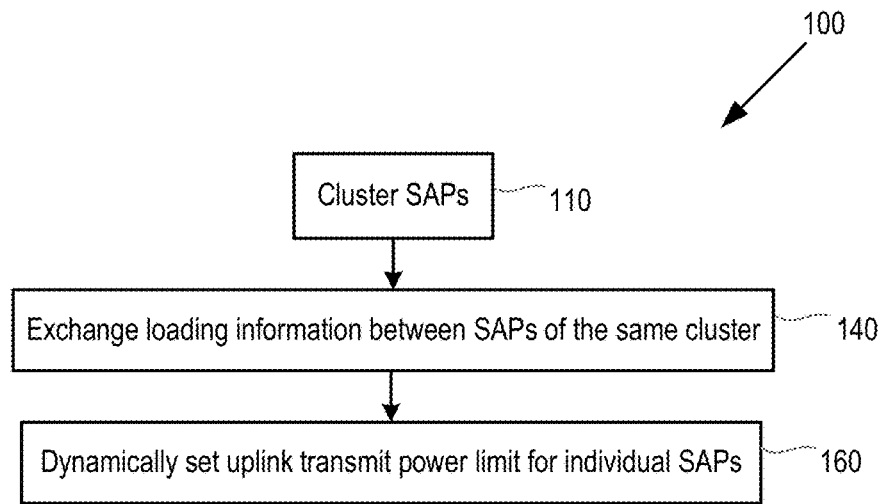 100
Cluster SAPs
110
Exchange loading information between SAPs of the same cluster
140
Dynamically set uplink transmit power limit for individual SAPs
160